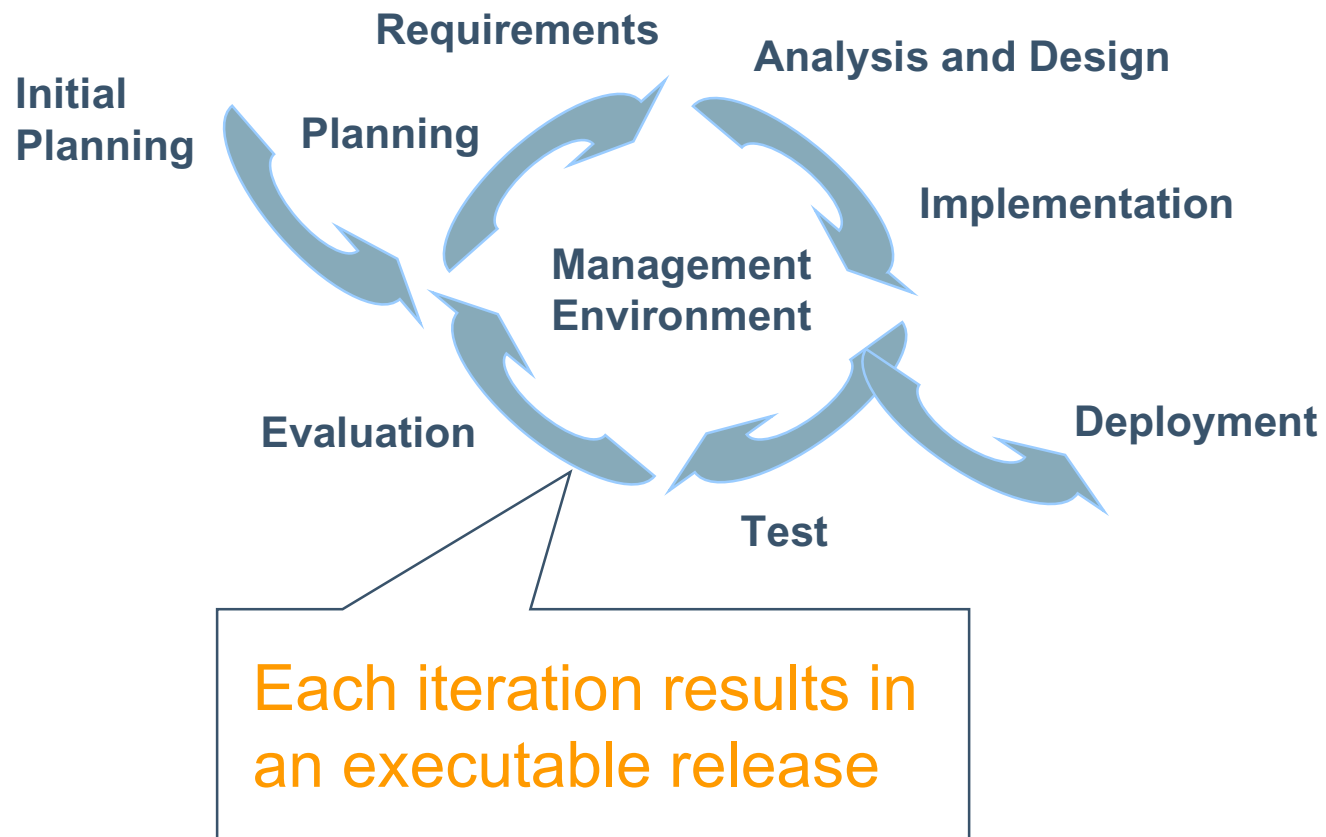 Requirements
Analysis and Design
Initial
Planning
Planning
Implementation
Management
Environment
Evaluation
Deployment
Test
Each iteration results in
an executable release